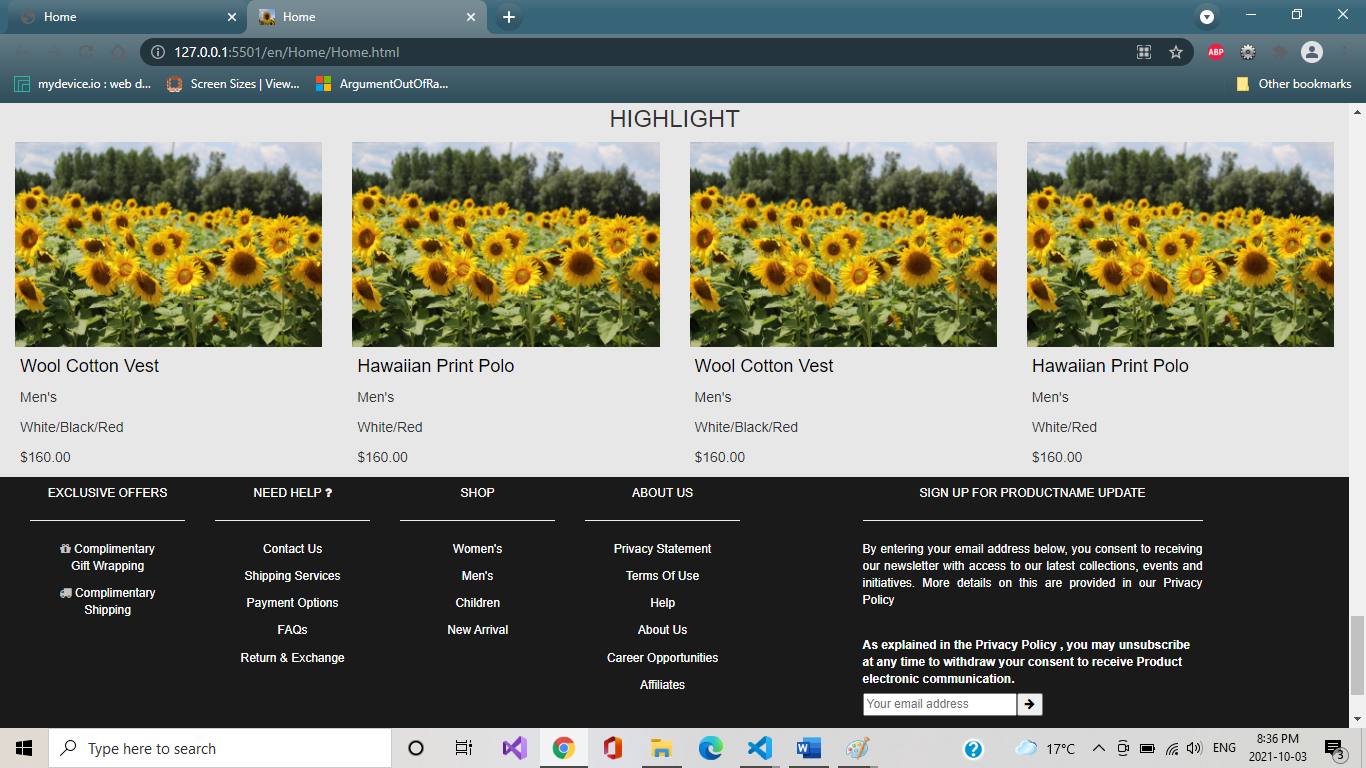 Home
Home
127.0.0.1:5501/en/Home/Home.html
ABP
mydevice.io : web d...
Screen Sizes | View...
ArgumentOutOfRa...
Other bookmarks
HIGHLIGHT
Wool Cotton Vest
Men's
White/Black/Red
$160.00
Hawaiian Print Polo
Men's
White/Red
$160.00
Wool Cotton Vest
Men's
White/Black/Red
$160.00
Hawaiian Print Polo
Men's
White/Red
$160.00
EXCLUSIVE OFFERS
Complimentary
Gift Wrapping
Complimentary
Shipping
NEED HELP ?
Contact Us
Shipping Services
Payment Options
FAQs
Return & Exchange
SHOP
Women's
Men's
Children
New Arrival
ABOUT US
Privacy Statement
Terms Of Use
Help
About Us
Career Opportunities
Affiliates
SIGN UP FOR PRODUCTNAME UPDATE
By entering your email address below, you consent to receiving
our newsletter with access to our latest collections, events and
initiatives. More details on this are provided in our Privacy
Policy
As explained in the Privacy Policy , you may unsubscribe
at any time to withdraw your consent to receive Product
electronic communication.
Your email address
Type here to search
17°C
ENG
8:36 PM
2021-10-03
3